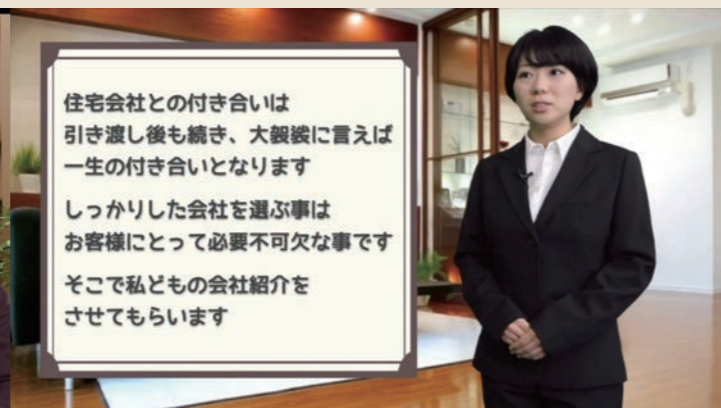 住宅会社との付き合いは
引き渡し後も続き、大袈裟に言えば
一生の付き合いとなります
しっかりした会社を選ぶ事は
お客様にとって必要不可欠な事です
そこで私どもの会社紹介を
させてもらいます